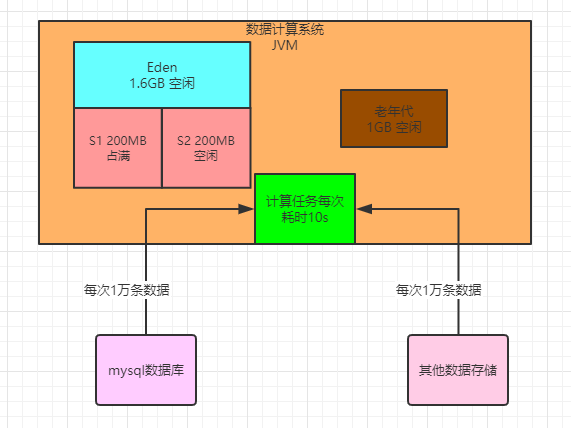 数据计算系统
JVM
Eden
1.6GB 空闲
老年代
1GB 空闲
S1 200MB
占满
S2 200MB
空闲
计算任务每次
耗时10s
每次1万条数据
每次1万条数据
mysql数据库
其他数据存储